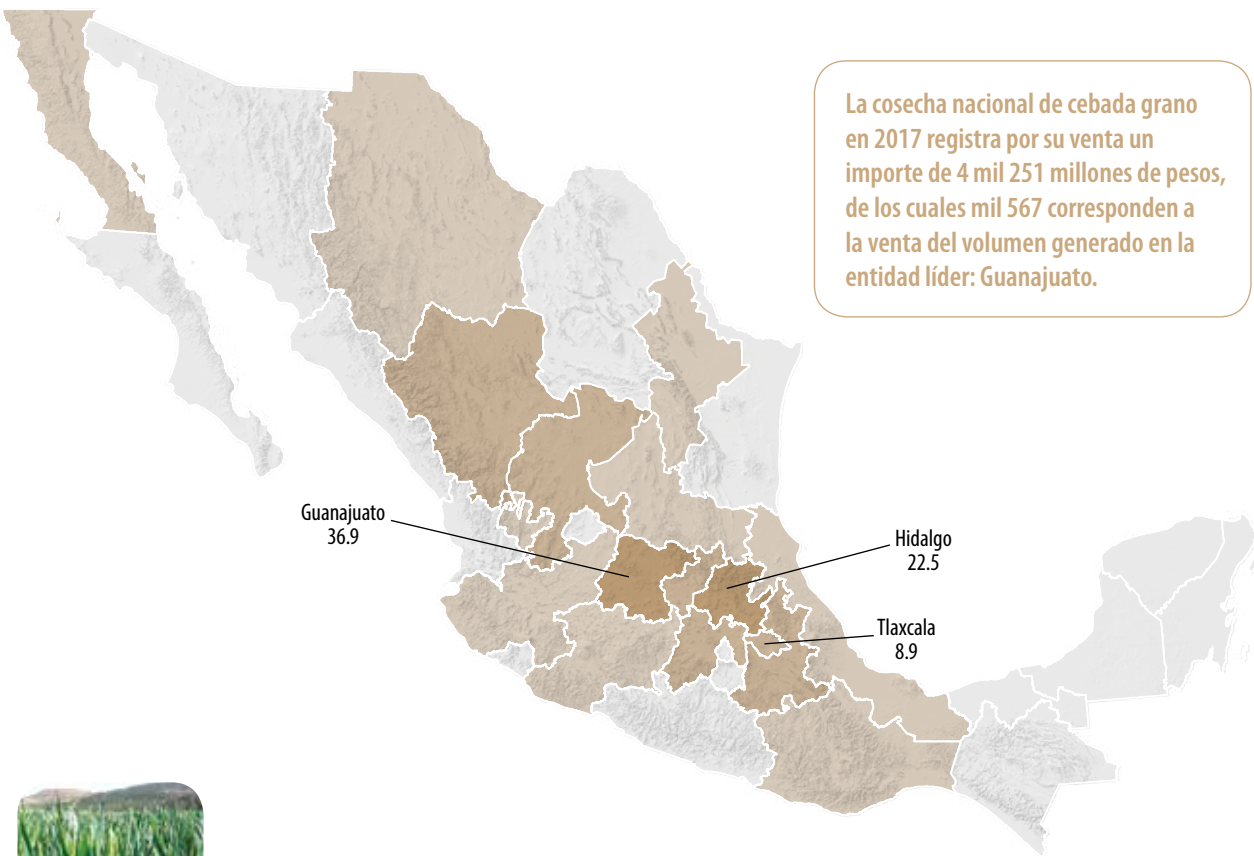 La cosecha nacional de cebada grano
en 2017 registra por su venta un
importe de 4 mil 251 millones de pesos,
de los cuales mil 567 corresponden a
la venta del volumen generado en la
entidad líder: Guanajuato.
Guanajuato
36.9
Hidalgo
22.5
Tlaxcala
8.9